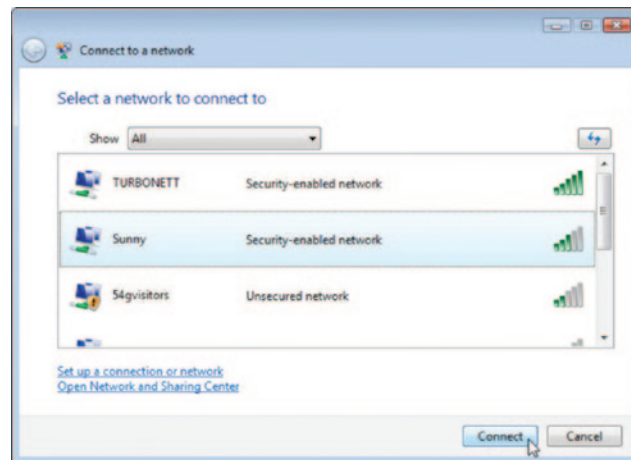 Connect to a network
Select a network to connect to
Show All
TURBONETT Security-enabled network
Sunny Security-enabled network
54gvisitors Unsecured network
Set up a connection or network
Open Network and Sharing Center
Connect Cancel